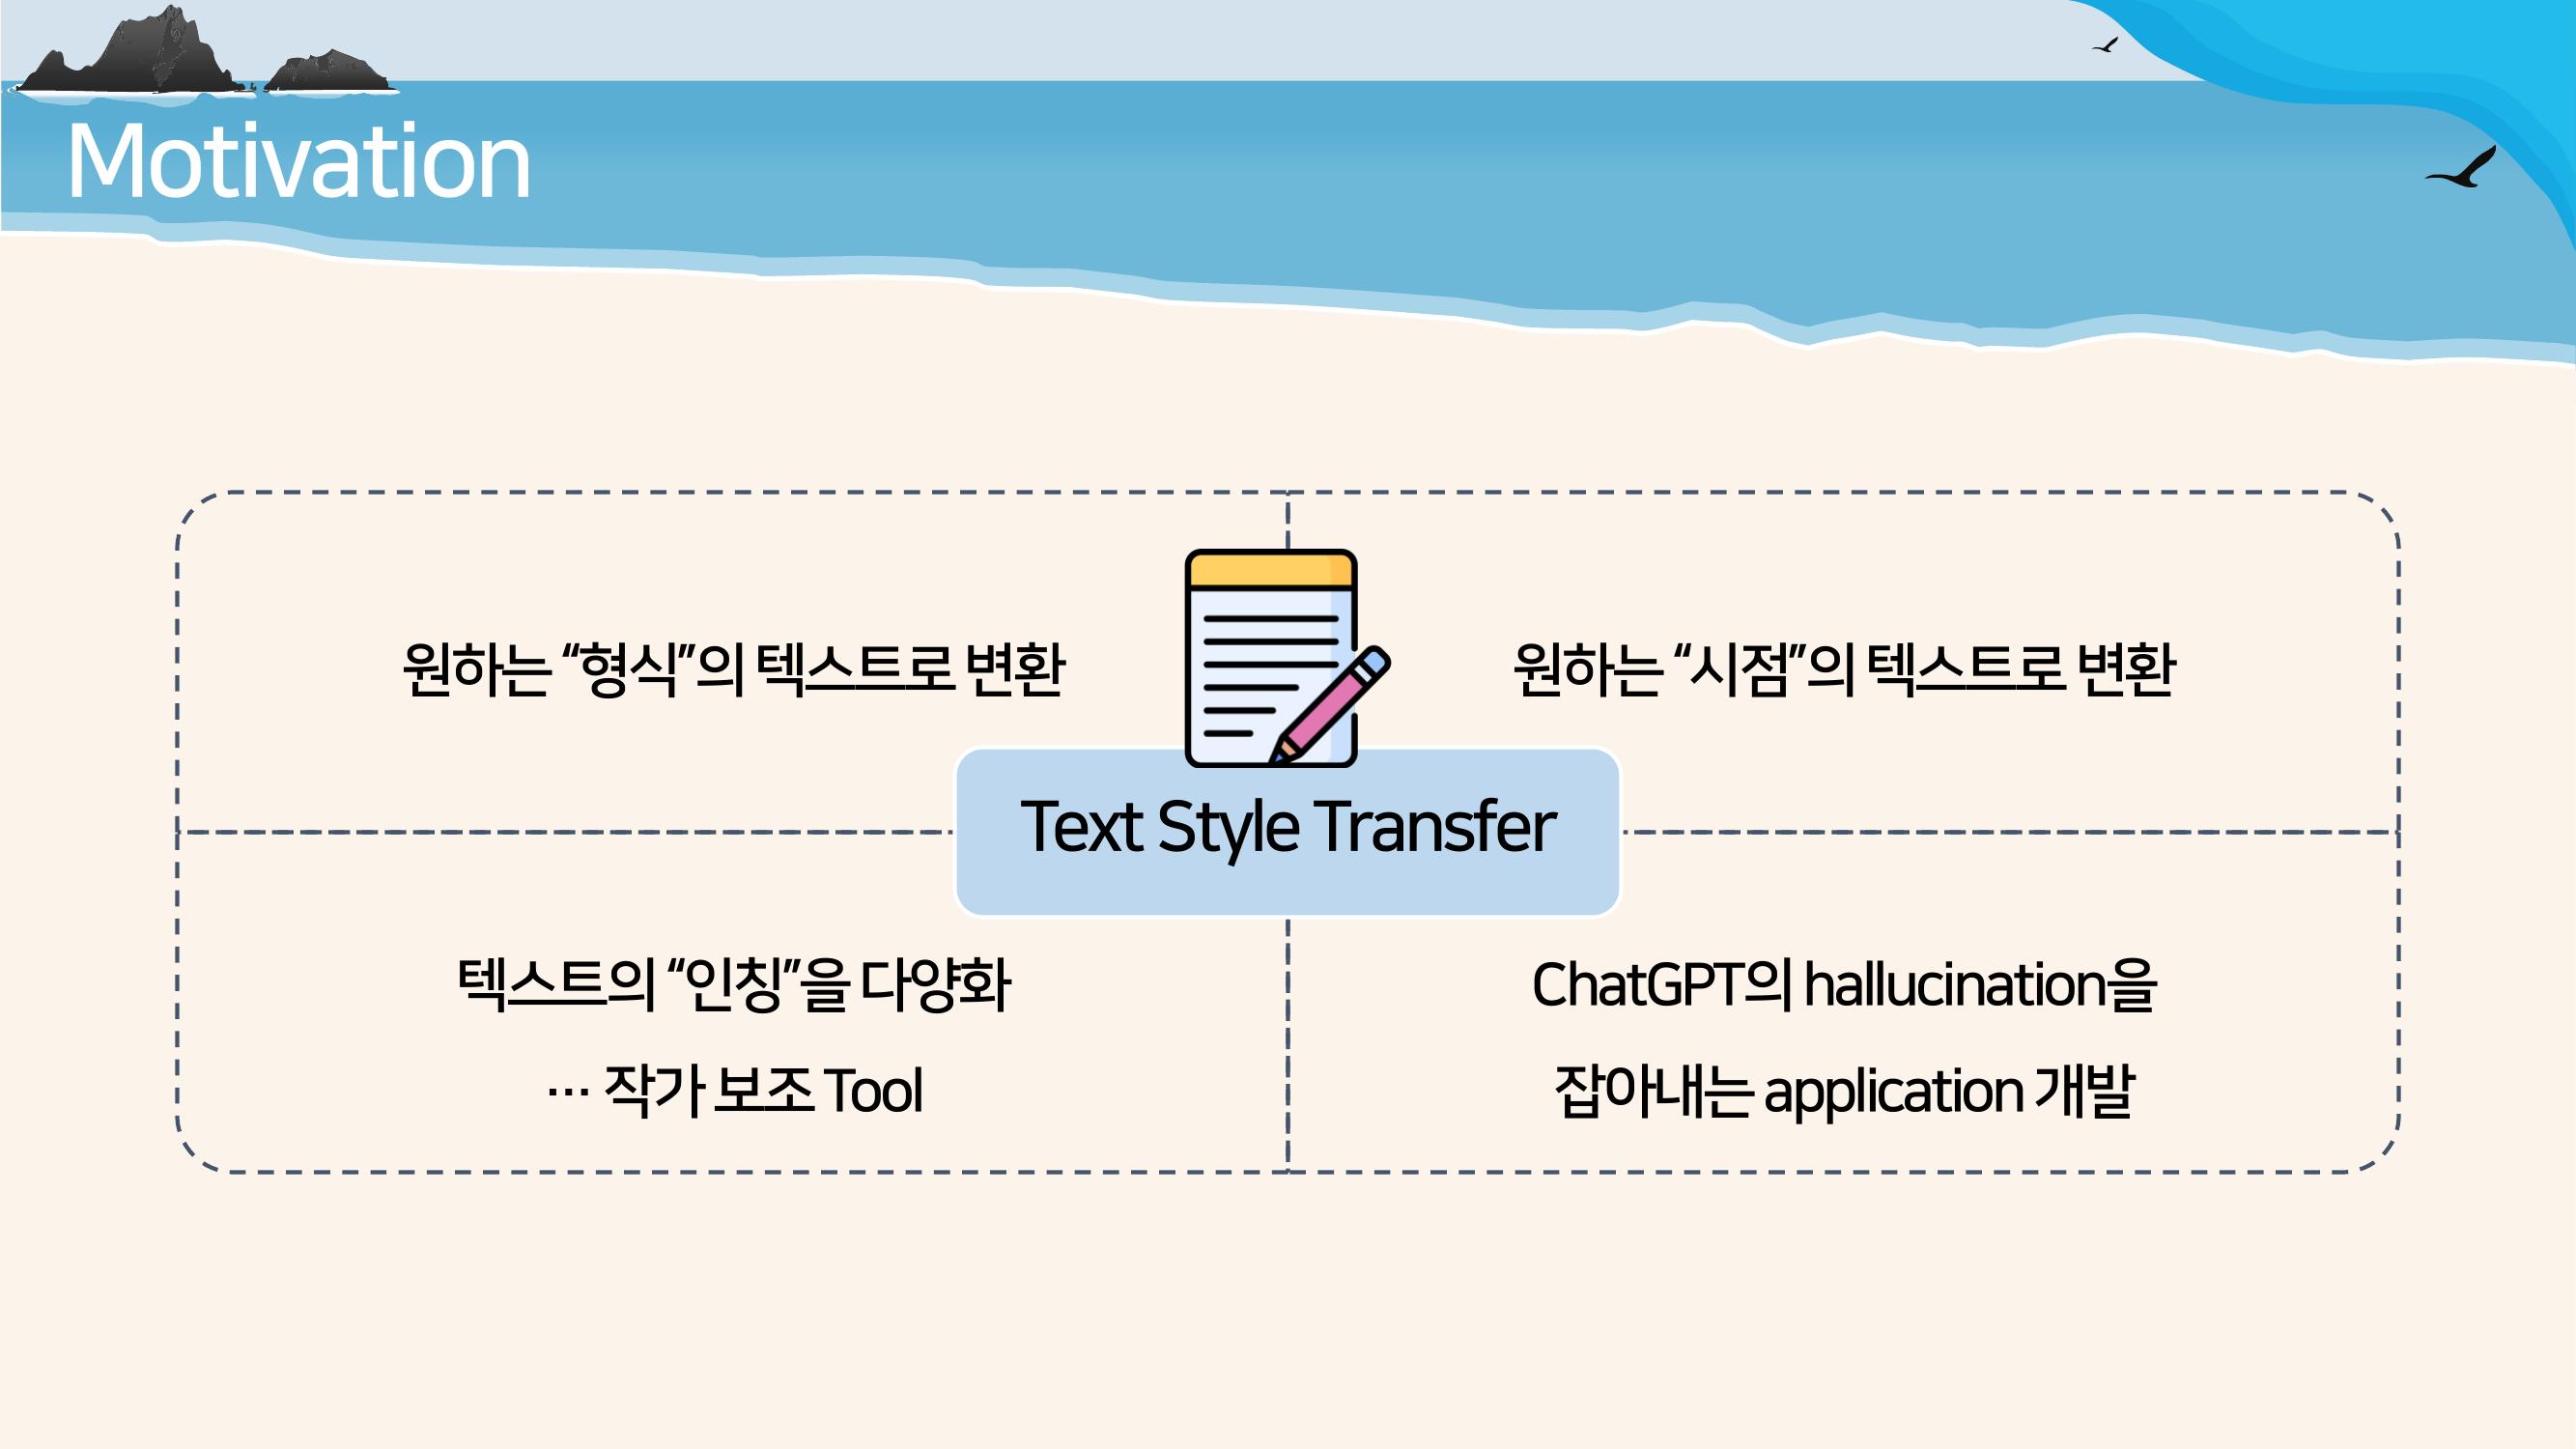 Motivation
원하는 “형식”의 텍스트로 변환
원하는 “시점”의 텍스트로 변환
Text Style Transfer
텍스트의 “인칭”을 다양화
… 작가 보조 Tool
ChatGPT의 hallucination을
잡아내는 application 개발